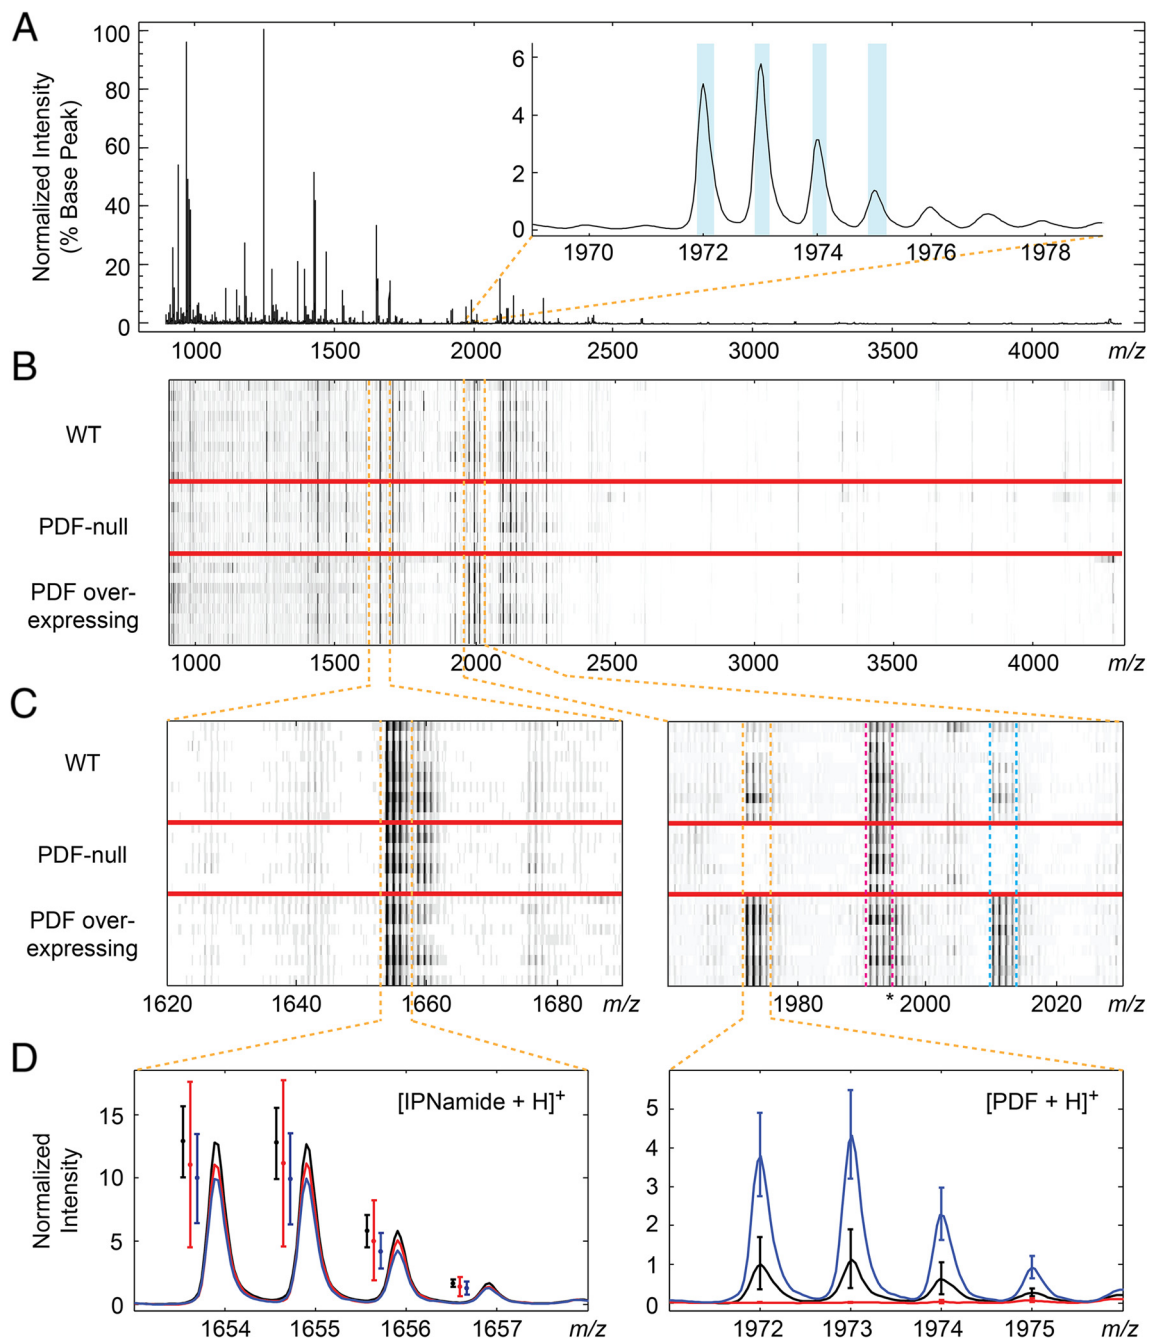 A
Normalized Intensity
(% Base Peak)
100
80
60
40
20
0
6
4
2
0
1970 1972 1974 1976 1978
1000 1500 2000 2500 3000 3500 4000 m/z
B
WT
PDF-null
PDF over-
expressing
1000 1500 2000 2500 3000 3500 4000 m/z
C
WT
PDF-null
PDF over-
expressing
1620 1640 1660 1680 m/z
1980 * 2000 2020 m/z
D
Normalized
Intensity
[IPNamide + H]+
15
10
5
0
1654 1655 1656 1657 m/z
[PDF + H]+
5
4
3
2
1
0
1972 1973 1974 1975 m/z